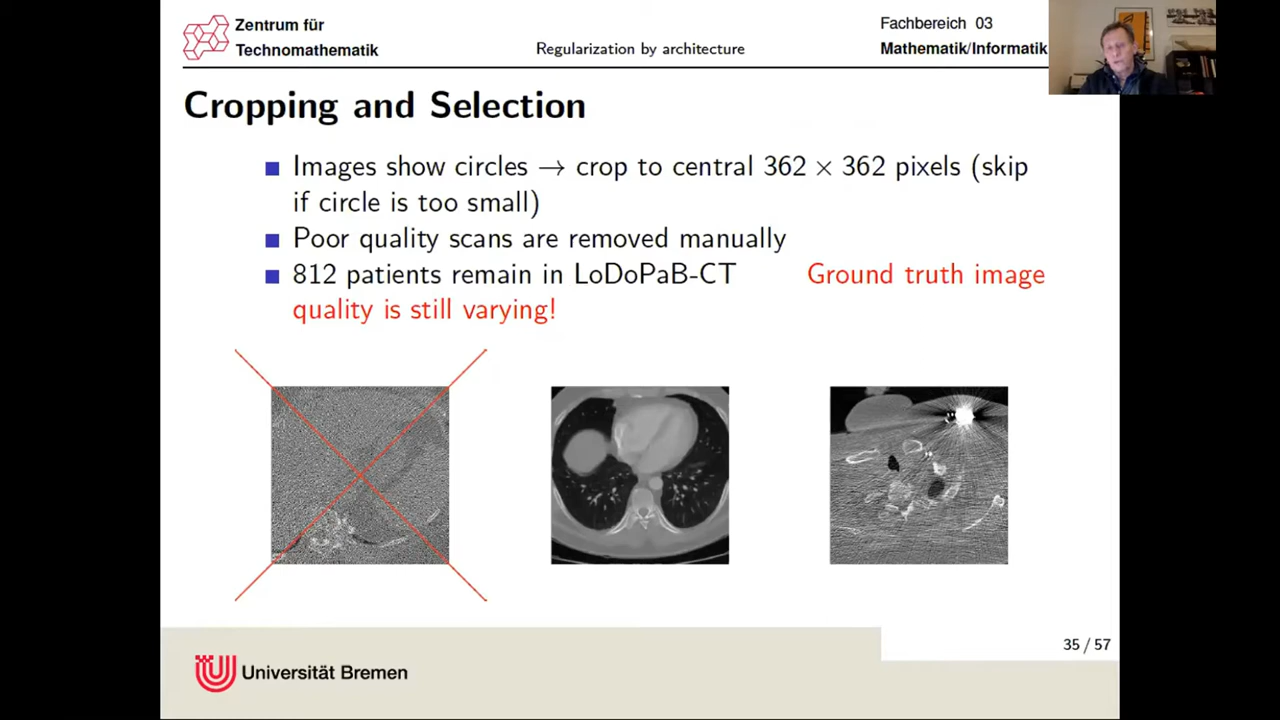 Zentrum für
Technomathematik
Regularization by architecture
Fachbereich 03
Mathematik/Informatik
Cropping and Selection
Images show circles → crop to central 362 × 362 pixels (skip
if circle is too small)
Poor quality scans are removed manually
812 patients remain in LoDoPaB-CT Ground truth image
quality is still varying!
35 / 57
Universität Bremen